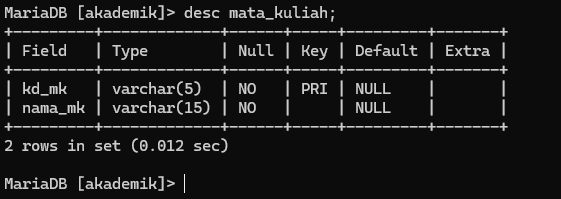 MariaDB [akademik]> desc mata_kuliah;
+---------+-------------+------+-----+---------+-------+
| Field   | Type        | Null | Key | Default | Extra |
+---------+-------------+------+-----+---------+-------+
| kd_mk   | varchar(5)  | NO   | PRI | NULL    |       |
| nama_mk | varchar(15) | NO   |     | NULL    |       |
+---------+-------------+------+-----+---------+-------+
2 rows in set (0.012 sec)
MariaDB [akademik]>